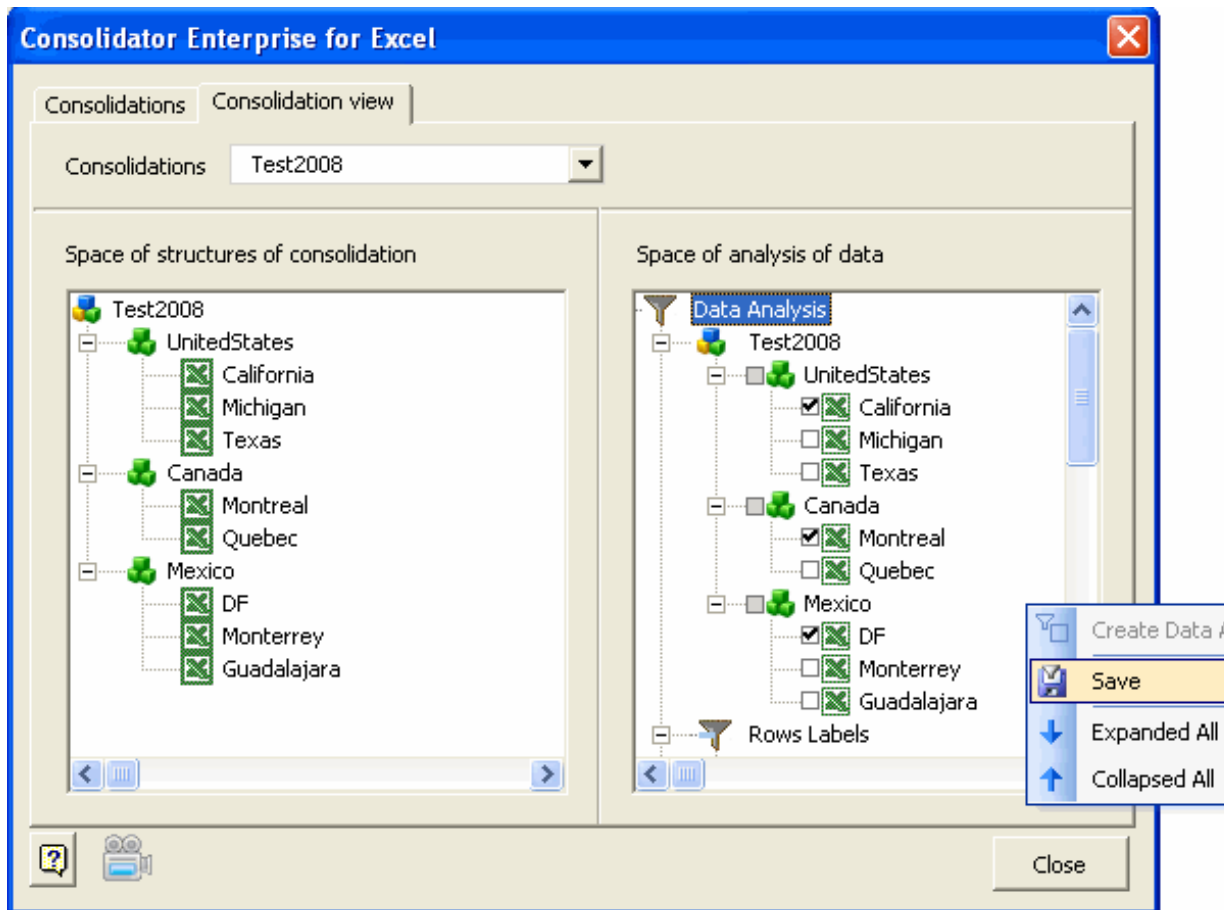 Consolidator Enterprise for Excel
Consolidations
Consolidation view
Consolidations
Test2008
Space of structures of consolidation
Test2008
UnitedStates
California
Michigan
Texas
Canada
Montreal
Quebec
Mexico
DF
Monterrey
Guadalajara
Space of analysis of data
Data Analysis
Test2008
UnitedStates
California
Michigan
Texas
Canada
Montreal
Quebec
Mexico
DF
Monterrey
Guadalajara
Rows Labels
Create Data
Save
Expanded All
Collapsed All
?
Close